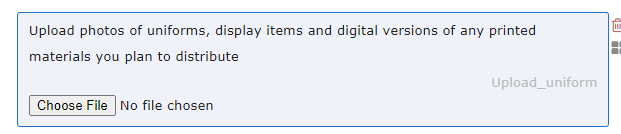 Upload photos of uniforms, display items and digital versions of any printed
materials you plan to distribute
Upload_uniform
Choose File No file chosen